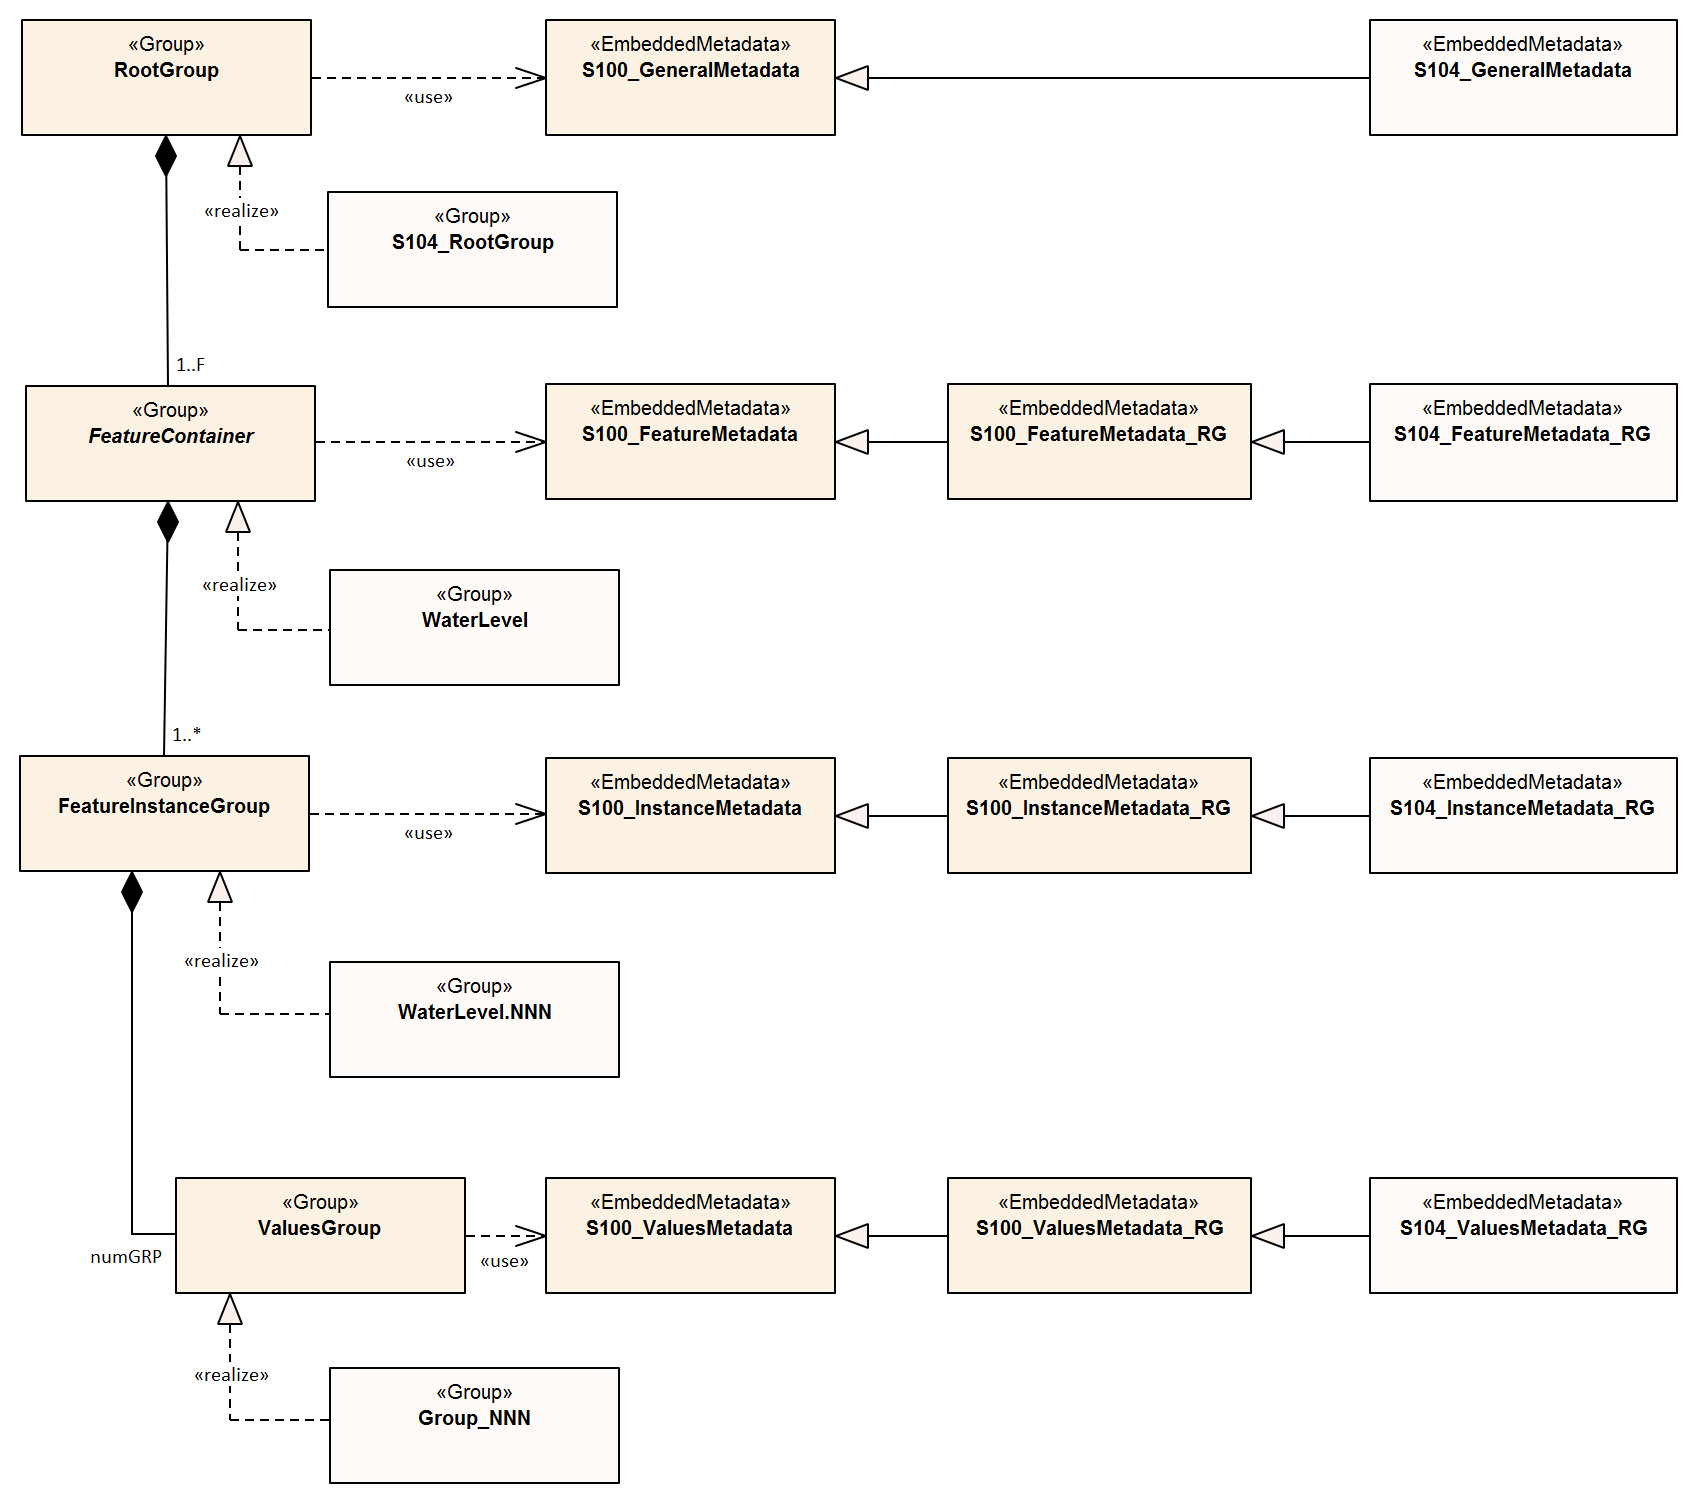 «Group»
RootGroup
«use»
«EmbeddedMetadata»
S100_GeneralMetadata
«EmbeddedMetadata»
S104_GeneralMetadata
«realize»
«Group»
S104_RootGroup
1..F
«Group»
FeatureContainer
«use»
«EmbeddedMetadata»
S100_FeatureMetadata
«EmbeddedMetadata»
S100_FeatureMetadata_RG
«EmbeddedMetadata»
S104_FeatureMetadata_RG
«realize»
«Group»
WaterLevel
1..*
«Group»
FeatureInstanceGroup
«use»
«EmbeddedMetadata»
S100_InstanceMetadata
«EmbeddedMetadata»
S100_InstanceMetadata_RG
«EmbeddedMetadata»
S104_InstanceMetadata_RG
«realize»
«Group»
WaterLevel.NNN
numGRP
«Group»
ValuesGroup
«use»
«EmbeddedMetadata»
S100_ValuesMetadata
«EmbeddedMetadata»
S100_ValuesMetadata_RG
«EmbeddedMetadata»
S104_ValuesMetadata_RG
«realize»
«Group»
Group_NNN